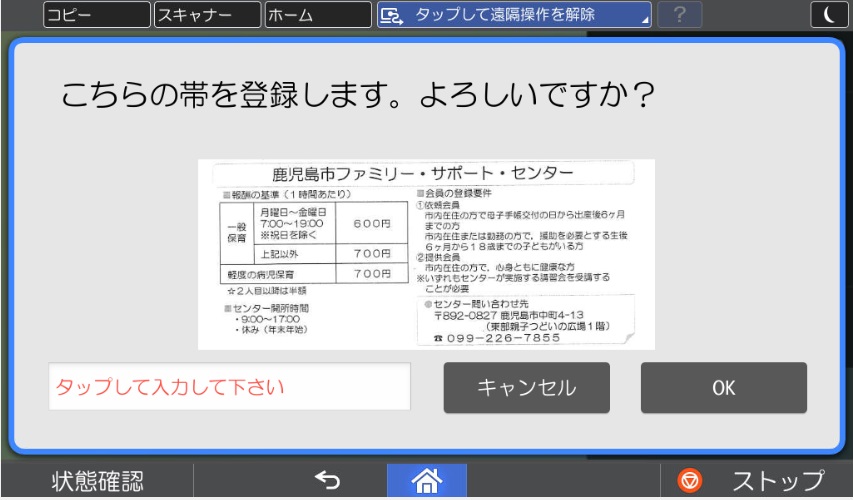 コピー
スキャナー
ホーム
タップして遠隔操作を解除
?
こちらの帯を登録します。よろしいですか？
鹿児島市ファミリー・サポート・センター
■報酬の基準（１時間あたり）
一般保育
月曜日～金曜日
7:00～19:00
※祝日を除く
６００円
上記以外
７００円
軽度の病児保育
７００円
☆２人目以降は半額
■センター開所時間
・9:00～17:00
・休み（年末年始）
■会員の登録要件
①依頼会員
市内在住の方で母子手帳交付の日から出産後6ヶ月
までの方
市内在住または勤務の方で、援助を必要とする生後
６ヶ月から１８歳までの子どもがいる方
②提供会員
市内在住の方で、心身ともに健康な方
※いずれもセンターが実施する講習会を受講する
ことが必要
◎センター問い合わせ先
〒892-0827 鹿児島市中町4-13
（東部親子つどいの広場１階）
☎ 099－226－7855
タップして入力して下さい
キャンセル
OK
状態確認
ストップ